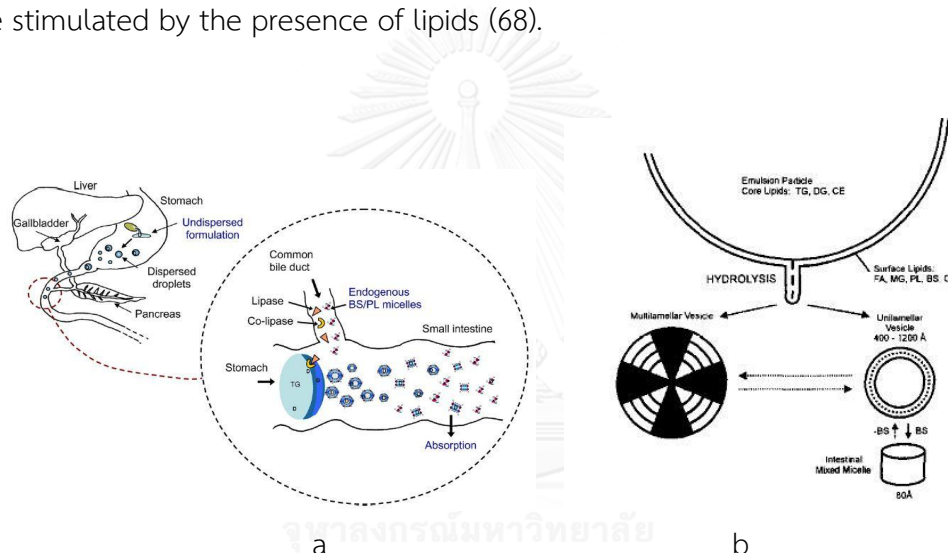 e stimulated by the presence of lipids (68).
Liver
Stomach
Gallbladder
Undispersed
formulation
Dispersed
droplets
Pancreas
Common
bile duct
Endogenous
BS/PL micelles
Lipase
Co-lipase
Small intestine
Stomach
TG
Absorption
Emulsion Particle
Core Lipids: TG, DG, CE
HYDROLYSIS
Surface Lipids:
FA, MG, PL, BS, C
Multilamellar Vesicle
Unilamellar
Vesicle
400 - 1200 Å
-BS
BS
Intestinal
Mixed Micelle
80Å
จุฬาลงกรณ์มหาวิทยาลัย
a
b